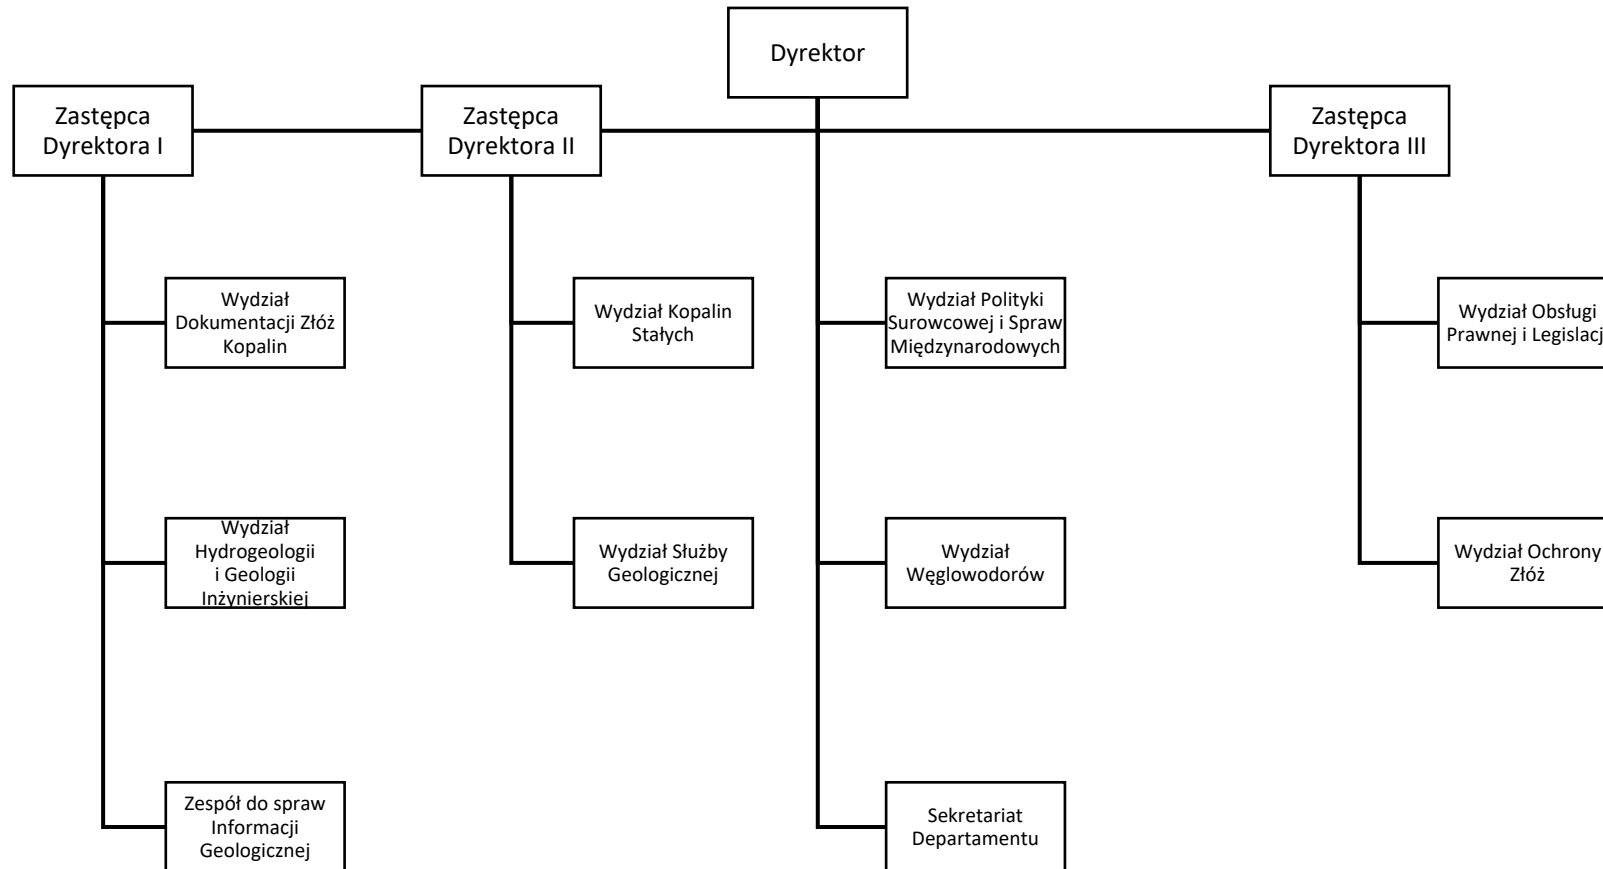 Dyrektor
Zastępca
Dyrektora I
Zastępca
Dyrektora II
Zastępca
Dyrektora III
Wydział
Dokumentacji Złóż
Kopalin
Wydział Kopalin
Stałych
Wydział Polityki
Surowcowej i Spraw
Międzynarodowych
Wydział Obsługi
Prawnej i Legislacj
Wydział
Hydrogeologii
i Geologii
Inżynierskiej
Wydział Służby
Geologicznej
Wydział
Węglowodorów
Wydział Ochrony
Złóż
Zespół do spraw
Informacji
Geologicznej
Sekretariat
Departamentu